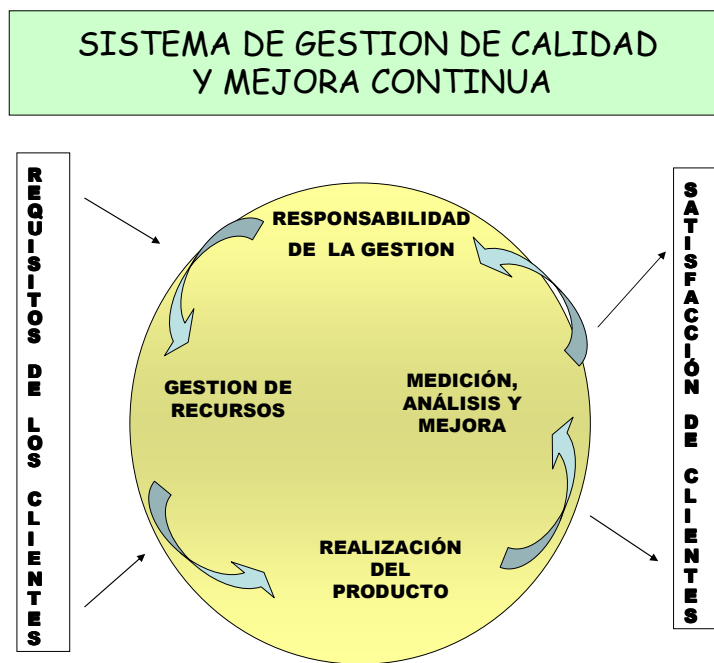 SISTEMA DE GESTION DE CALIDAD
Y MEJORA CONTINUA
REQUISITOS DE LOS CLIENTES
RESPONSABILIDAD
DE LA GESTION
GESTION DE
RECURSOS
MEDICIÓN,
ANÁLISIS Y
MEJORA
REALIZACIÓN
DEL
PRODUCTO
SATISFACCIÓN DE CLIENTES